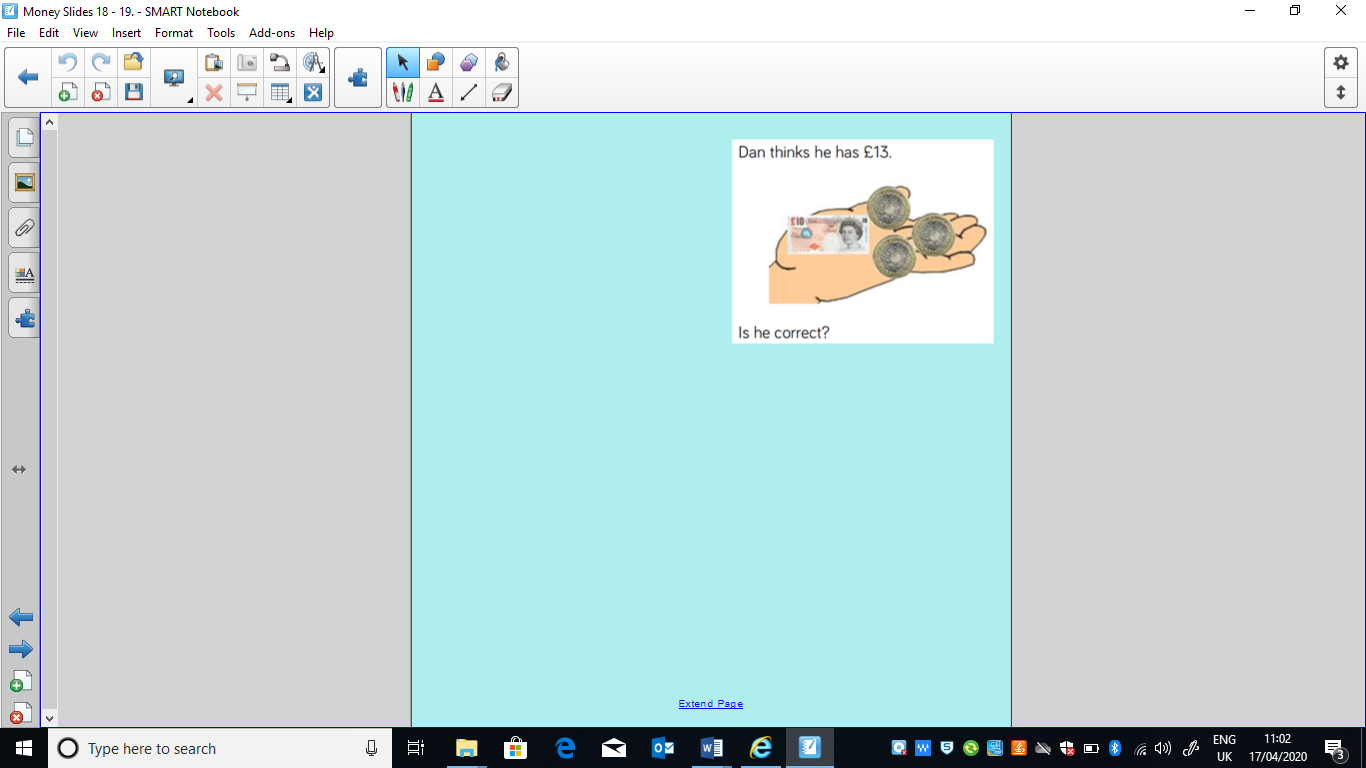 Money Slides 18 - 19. - SMART Notebook
File Edit View Insert Format Tools Add-ons Help
Dan thinks he has £13.
£10
Is he correct?
Extend Page
Type here to search
ENG
UK
11:02
17/04/2020
3